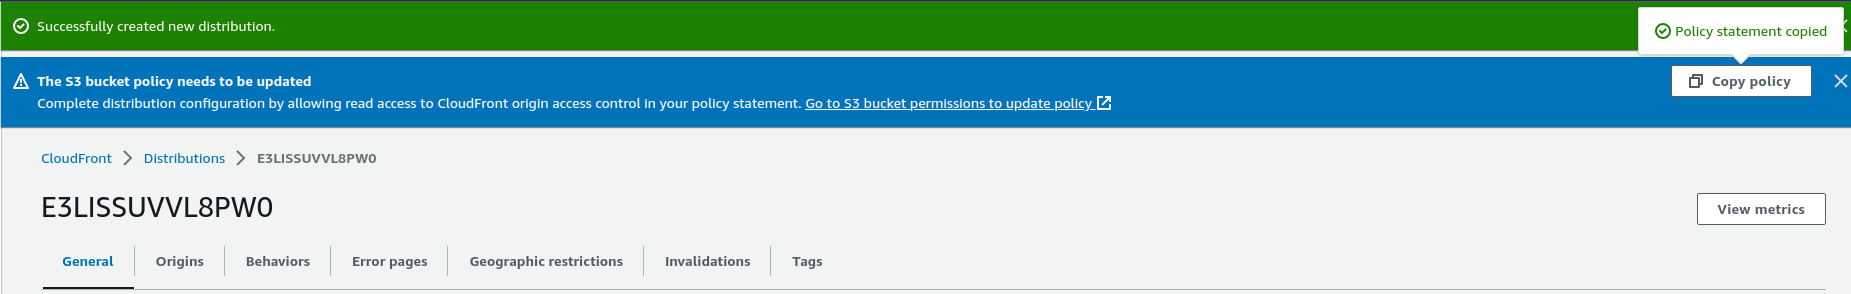 Successfully created new distribution.
Policy statement copied
The S3 bucket policy needs to be updated
Copy policy
Complete distribution configuration by allowing read access to CloudFront origin access control in your policy statement. Go to S3 bucket permissions to update policy
CloudFront Distributions E3LISSUVVL8PW0
E3LISSUVVL8PW0
View metrics
General Origins Behaviors Error pages Geographic restrictions Invalidations Tags